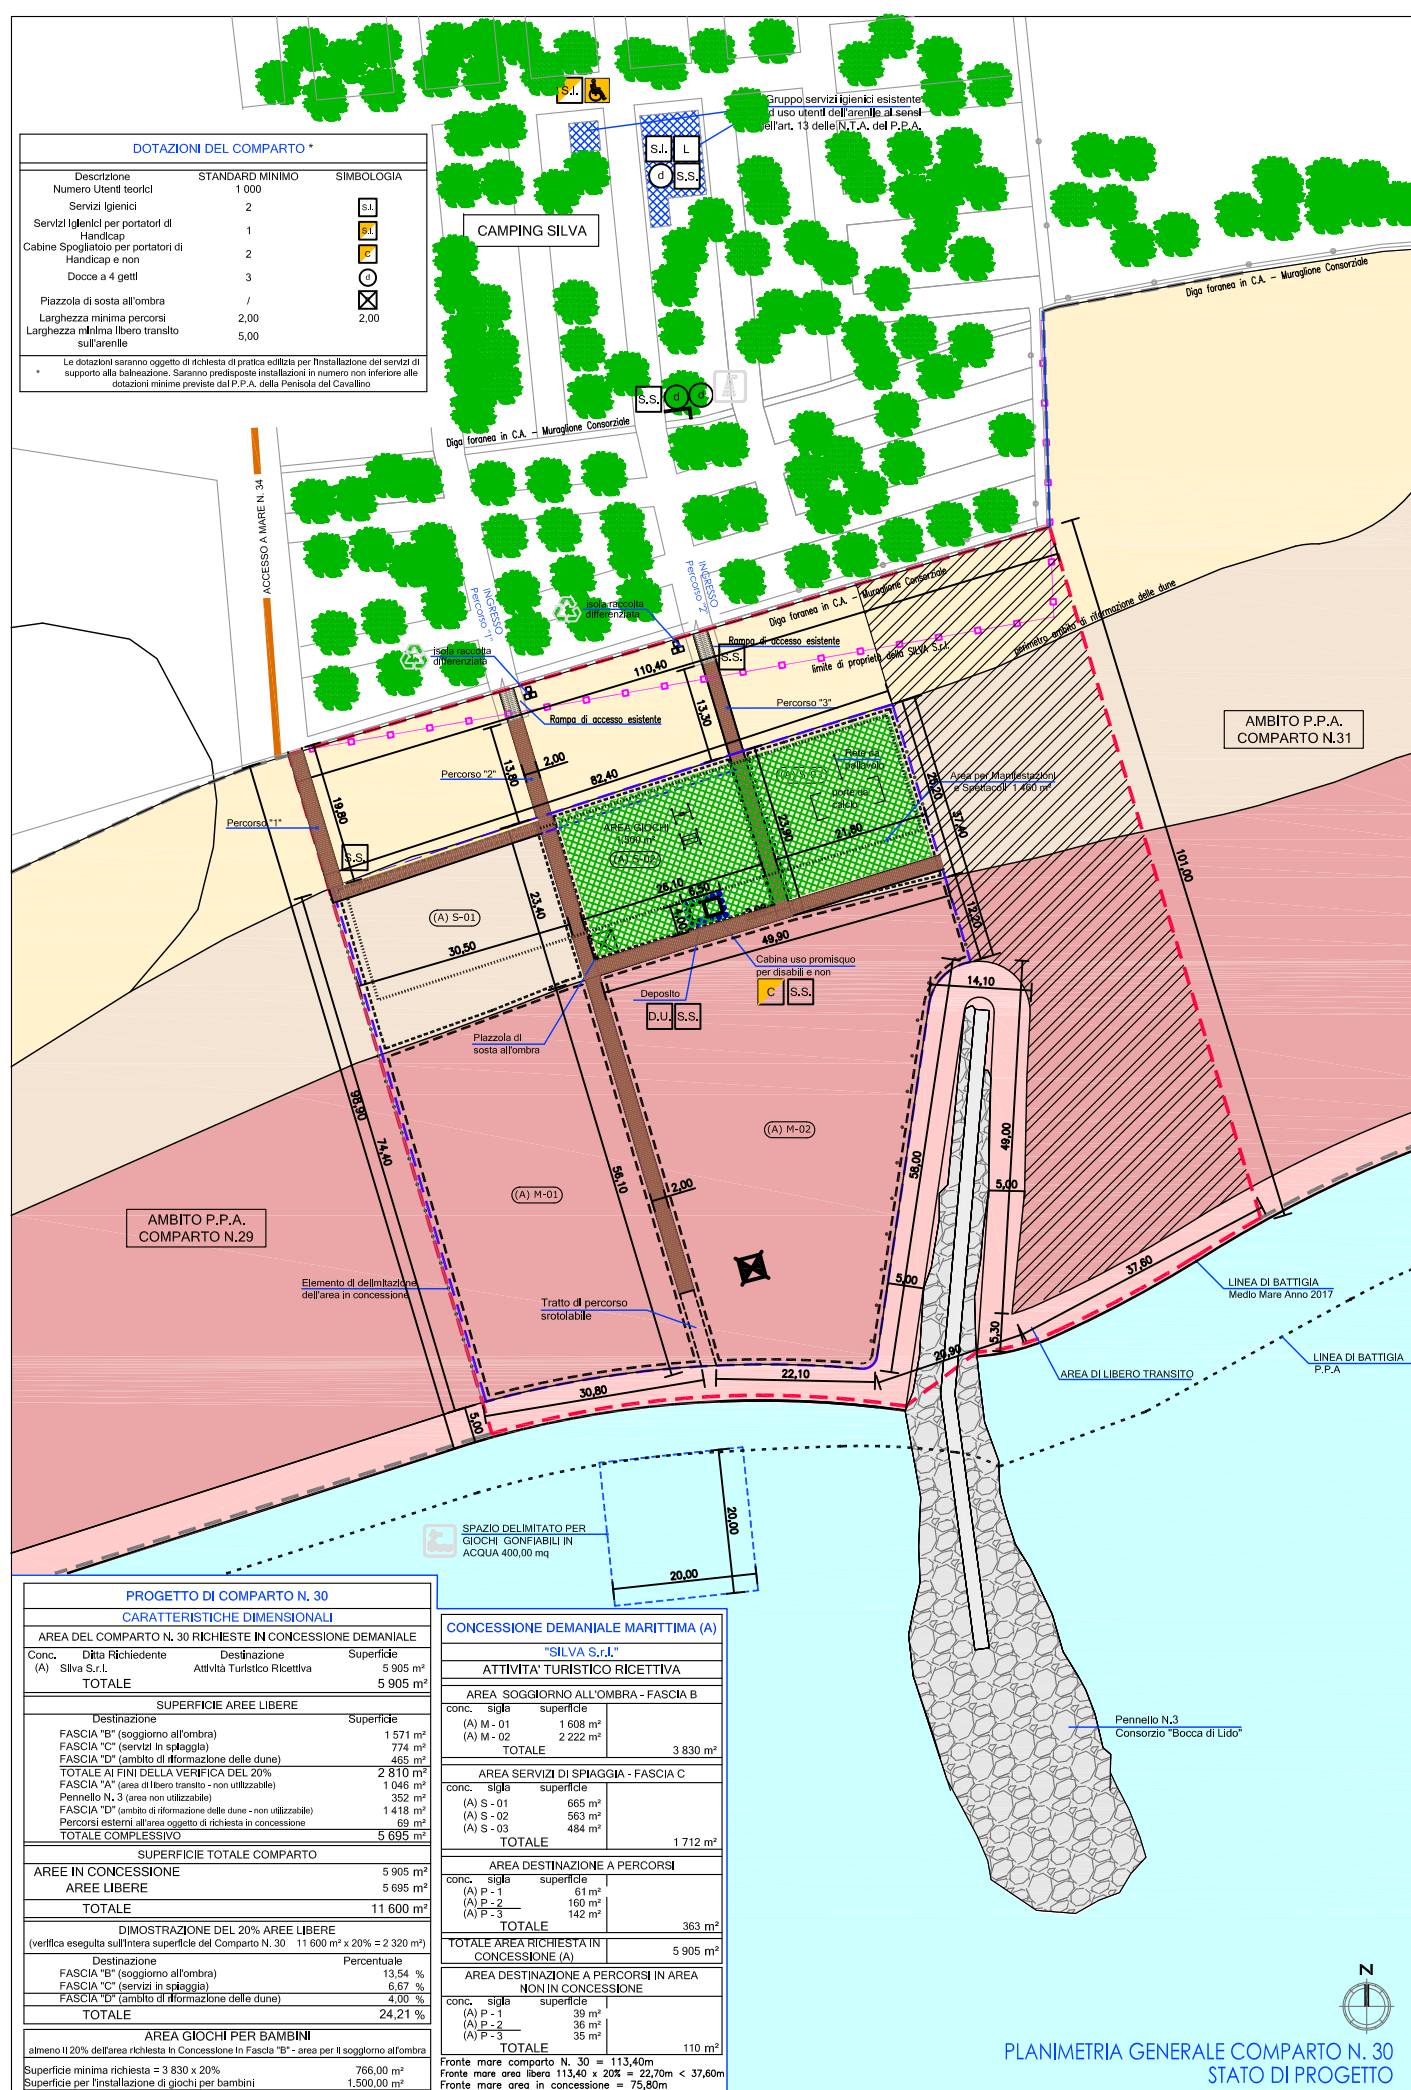 Gruppo servizi igienici esistente
d uso utenti dell'arenile ai sensi
ell'art. 13 delle N.T.A. del P.P.A.
S.I.
S.I. L
d S.S.
CAMPING SILVA
DOTAZIONI DEL COMPARTO *
Descrizione STANDARD MINIMO SIMBOLOGIA
Numero Utenti teorici 1 000
Servizi Igienici 2 S.I.
Servizi Igienici per portatori di
Handicap 1 S.I.
Cabine Spogliatoio per portatori di
Handicap e non 2 C
Docce a 4 getti 3 d
Piazzola di sosta all'ombra /
Larghezza minima percorsi 2,00 2,00
Larghezza minima libero transito
sull'arenile 5,00
* Le dotazioni saranno oggetto di richiesta di pratica edilizia per l'installazione dei servizi di
supporto alla balneazione. Saranno predisposte installazioni in numero non inferiore alle
dotazioni minime previste dal P.P.A. della Penisola del Cavallino
Diga foranea in C.A. - Muraglione Consorziale
S.S. d d
Diga foranea in C.A. - Muraglione Consorziale
ACCESSO A MARE N. 34
INGRESSO
Percorso "1"
INGRESSO
Percorso "2"
isola raccolta
differenziata
isola raccolta
differenziata
Diga foranea in C.A. - Muraglione Consorziale
perimetro ambito di riformazione delle dune
Rampa di accesso esistente
S.S.
limite di proprietà della SILVA S.r.l.
110,40
Rampa di accesso esistente
Percorso "3"
13,30
AMBITO P.P.A.
COMPARTO N.31
Percorso "2"
2,00
13,80
82,40
Rete da
pallavolo
Area per Manifestazioni
e Spettacoli 1 460 m²
porte da
calcio
25,20
37,40
Percorso "1"
19,80
AREA GIOCHI
1.500 m²
(A) S-02
23,90
21,80
S.S.
101,00
26,10
6,50
4,00
(A) S-01
23,40
30,50
49,90
12,20
Cabina uso promisquo
per disabili e non
C S.S.
14,10
Deposito
D.U. S.S.
Piazzola di
sosta all'ombra
98,90
74,40
(A) M-02
58,00
49,00
56,10
5,00
2,00
(A) M-01
AMBITO P.P.A.
COMPARTO N.29
Elemento di delimitazione
dell'area in concessione
Tratto di percorso
srotolabile
5,00
37,60
LINEA DI BATTIGIA
Medio Mare Anno 2017
5,30
20,90
LINEA DI BATTIGIA
P.P.A
AREA DI LIBERO TRANSITO
22,10
30,80
5,00
SPAZIO DELIMITATO PER
GIOCHI GONFIABILI IN
ACQUA 400,00 mq
20,00
20,00
Pennello N.3
Consorzio "Bocca di Lido"
PROGETTO DI COMPARTO N. 30
CARATTERISTICHE DIMENSIONALI
AREA DEL COMPARTO N. 30 RICHIESTE IN CONCESSIONE DEMANIALE
Conc. Ditta Richiedente Destinazione Superficie
(A) Silva S.r.l. Attività Turistico Ricettiva 5 905 m²
TOTALE 5 905 m²
SUPERFICIE AREE LIBERE
Destinazione Superficie
FASCIA "B" (soggiorno all'ombra) 1 571 m²
FASCIA "C" (servizi in spiaggia) 774 m²
FASCIA "D" (ambito di riformazione delle dune) 465 m²
TOTALE AI FINI DELLA VERIFICA DEL 20% 2 810 m²
FASCIA "A" (area di libero transito - non utilizzabile) 1 046 m²
Pennello N. 3 (area non utilizzabile) 352 m²
FASCIA "D" (ambito di riformazione delle dune - non utilizzabile) 1 418 m²
Percorsi esterni all'area oggetto di richiesta in concessione 69 m²
TOTALE COMPLESSIVO 5 695 m²
SUPERFICIE TOTALE COMPARTO
AREE IN CONCESSIONE 5 905 m²
AREE LIBERE 5 695 m²
TOTALE 11 600 m²
DIMOSTRAZIONE DEL 20% AREE LIBERE
(verifica eseguita sull'intera superficie del Comparto N. 30 11 600 m² x 20% = 2 320 m²)
Destinazione Percentuale
FASCIA "B" (soggiorno all'ombra) 13,54 %
FASCIA "C" (servizi in spiaggia) 6,67 %
FASCIA "D" (ambito di riformazione delle dune) 4,00 %
TOTALE 24,21 %
AREA GIOCHI PER BAMBINI
almeno il 20% dell'area richiesta in Concessione in Fascia "B" - area per il soggiorno all'ombra
Superficie minima richiesta = 3 830 x 20% 766,00 m²
Superficie per l'installazione di giochi per bambini 1.500,00 m²
CONCESSIONE DEMANIALE MARITTIMA (A)
"SILVA S.r.l."
ATTIVITA' TURISTICO RICETTIVA
AREA SOGGIORNO ALL'OMBRA - FASCIA B
conc. sigla superficie
(A) M - 01 1 608 m²
(A) M - 02 2 222 m²
TOTALE 3 830 m²
AREA SERVIZI DI SPIAGGIA - FASCIA C
conc. sigla superficie
(A) S - 01 665 m²
(A) S - 02 563 m²
(A) S - 03 484 m²
TOTALE 1 712 m²
AREA DESTINAZIONE A PERCORSI
conc. sigla superficie
(A) P - 1 61 m²
(A) P - 2 160 m²
(A) P - 3 142 m²
TOTALE 363 m²
TOTALE AREA RICHIESTA IN
CONCESSIONE (A) 5 905 m²
AREA DESTINAZIONE A PERCORSI IN AREA
NON IN CONCESSIONE
conc. sigla superficie
(A) P - 1 39 m²
(A) P - 2 36 m²
(A) P - 3 35 m²
TOTALE 110 m²
Fronte mare comparto N. 30 = 113,40m
Fronte mare area libera 113,40 x 20% = 22,70m < 37,60m
Fronte mare area in concessione = 75,80m
N
PLANIMETRIA GENERALE COMPARTO N. 30
STATO DI PROGETTO